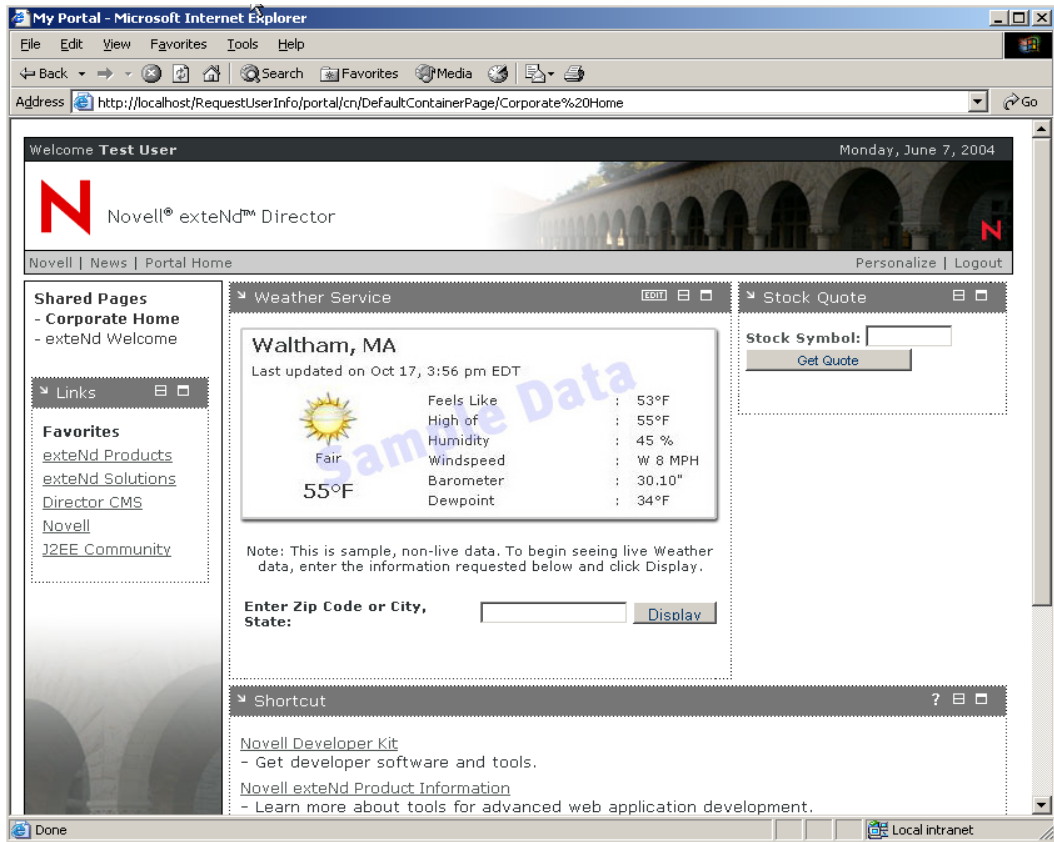 My Portal - Microsoft Internet Explorer
File Edit View Favorites Tools Help
Back Search Favorites Media
Address http://localhost/RequestUserInfo/portal/cn/DefaultContainerPage/Corporate%20Home Go
Welcome Test User Monday, June 7, 2004
N Novell® exteNd™ Director
N
Novell | News | Portal Home Personalize | Logout
Shared Pages
- Corporate Home
- exteNd Welcome
Links
Favorites
exteNd Products
exteNd Solutions
Director CMS
Novell
J2EE Community
Weather Service EDIT
Waltham, MA
Last updated on Oct 17, 3:56 pm EDT
Sample Data
Fair
55°F
Feels Like : 53°F
High of : 55°F
Humidity : 45 %
Windspeed : W 8 MPH
Barometer : 30.10"
Dewpoint : 34°F
Note: This is sample, non-live data. To begin seeing live Weather
data, enter the information requested below and click Display.
Enter Zip Code or City,
State:
Display
Stock Quote
Stock Symbol:
Get Quote
Shortcut ?
Novell Developer Kit
- Get developer software and tools.
Novell exteNd Product Information
- Learn more about tools for advanced web application development.
Done Local intranet